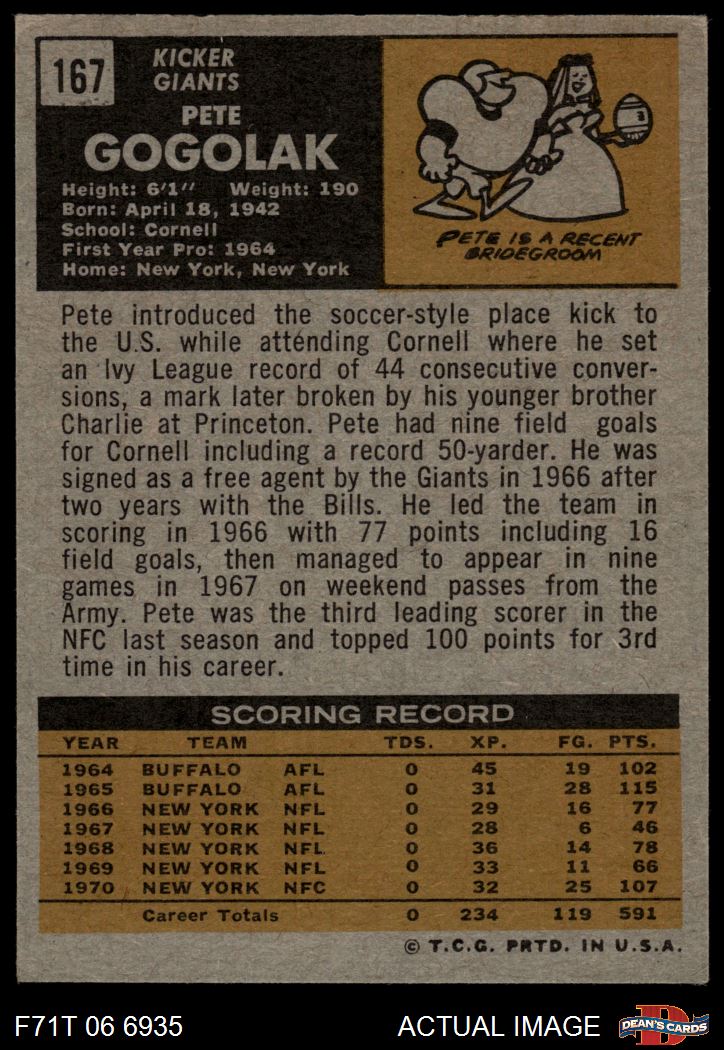 167
KICKER
GIANTS
PETE
GOGOLAK
Height: 6'1" Weight: 190
Born: April 18, 1942
School: Cornell
First Year Pro: 1964
Home: New York, New York
PETE IS A RECENT
BRIDEGROOM
Pete introduced the soccer-style place kick to
the U.S. while attending Cornell where he set
an Ivy League record of 44 consecutive conver-
sions, a mark later broken by his younger brother
Charlie at Princeton. Pete had nine field goals
for Cornell including a record 50-yarder. He was
signed as a free agent by the Giants in 1966 after
two years with the Bills. He led the team in
scoring in 1966 with 77 points including 16
field goals, then managed to appear in nine
games in 1967 on weekend passes from the
Army. Pete was the third leading scorer in the
NFC last season and topped 100 points for 3rd
time in his career.
SCORING RECORD
YEAR TEAM TDS. XP. FG. PTS.
1964 BUFFALO AFL 0 45 19 102
1965 BUFFALO AFL 0 31 28 115
1966 NEW YORK NFL 0 29 16 77
1967 NEW YORK NFL 0 28 6 46
1968 NEW YORK NFL 0 36 14 78
1969 NEW YORK NFL 0 33 11 66
1970 NEW YORK NFC 0 32 25 107
Career Totals 0 234 119 591
© T.C.G. PRTD. IN U.S.A.
F71T 06 6935 ACTUAL IMAGE
D
DEAN'S CARDS